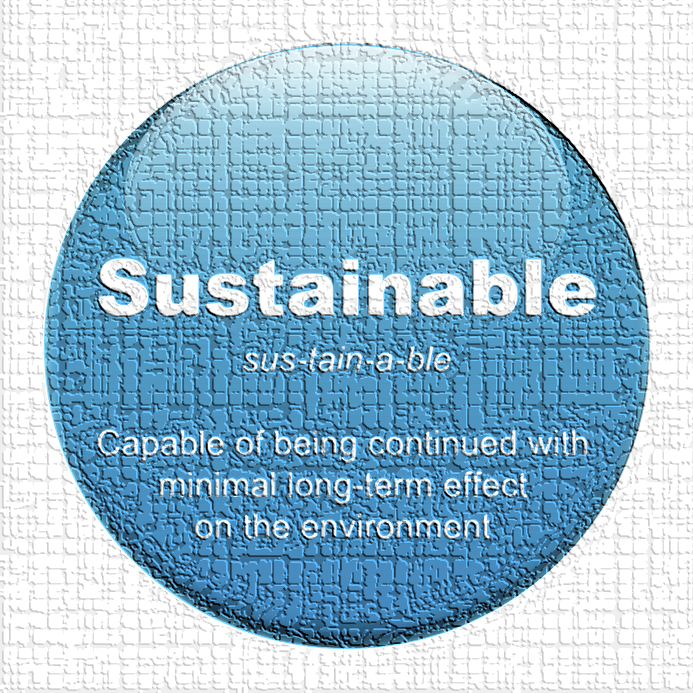 Sustainable
sus-tain-a-ble
Capable of being continued with
minimal long-term effect
on the environment